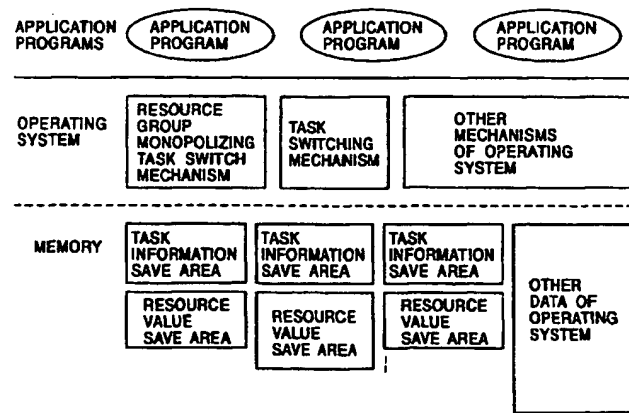 APPLICATION
PROGRAMS
APPLICATION
PROGRAM
APPLICATION
PROGRAM
APPLICATION
PROGRAM
OPERATING
SYSTEM
RESOURCE
GROUP
MONOPOLIZING
TASK SWITCH
MECHANISM
TASK
SWITCHING
MECHANISM
OTHER
MECHANISMS
OF OPERATING
SYSTEM
MEMORY
TASK
INFORMATION
SAVE AREA
TASK
INFORMATION
SAVE AREA
TASK
INFORMATION
SAVE AREA
RESOURCE
VALUE
SAVE AREA
RESOURCE
VALUE
SAVE AREA
RESOURCE
VALUE
SAVE AREA
OTHER
DATA OF
OPERATING
SYSTEM